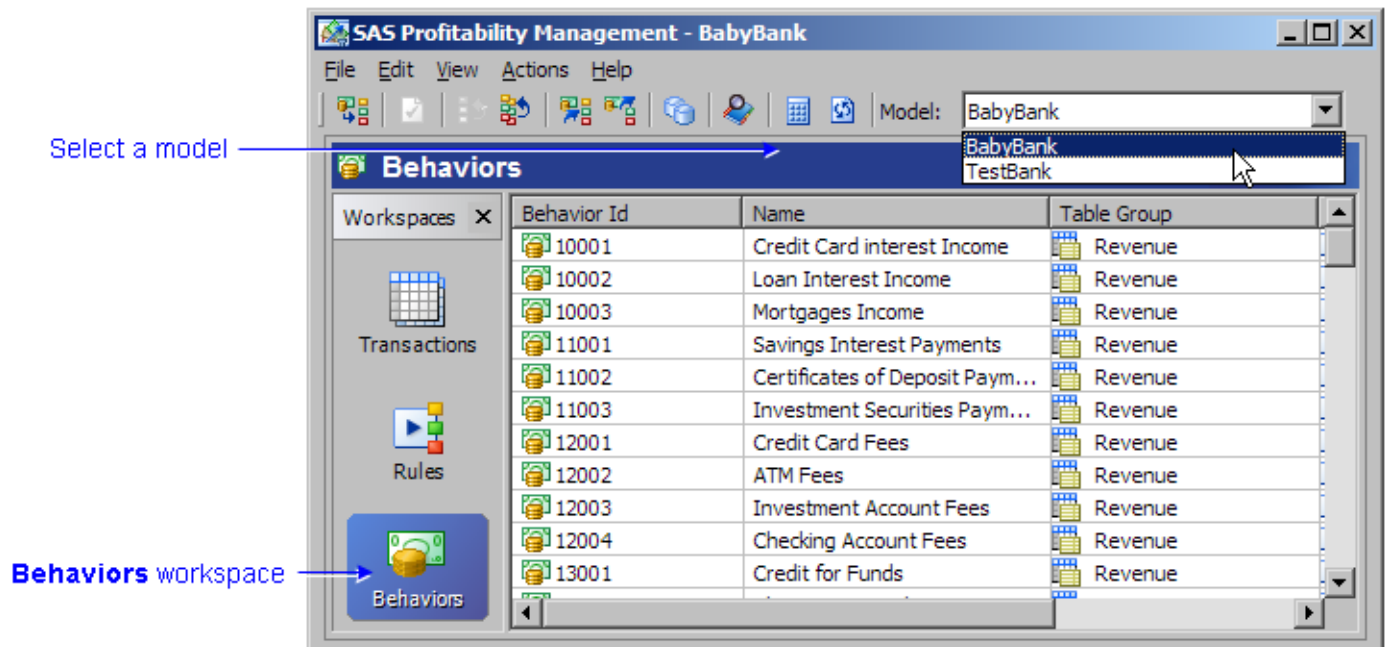 SAS Profitability Management - BabyBank
File Edit View Actions Help
Model: BabyBank
BabyBank
TestBank
Select a model
Behaviors
Workspaces X
Behavior Id Name Table Group
10001 Credit Card interest Income Revenue
10002 Loan Interest Income Revenue
10003 Mortgages Income Revenue
11001 Savings Interest Payments Revenue
11002 Certificates of Deposit Paym... Revenue
11003 Investment Securities Paym... Revenue
12001 Credit Card Fees Revenue
12002 ATM Fees Revenue
12003 Investment Account Fees Revenue
12004 Checking Account Fees Revenue
13001 Credit for Funds Revenue
Transactions
Rules
Behaviors
Behaviors workspace